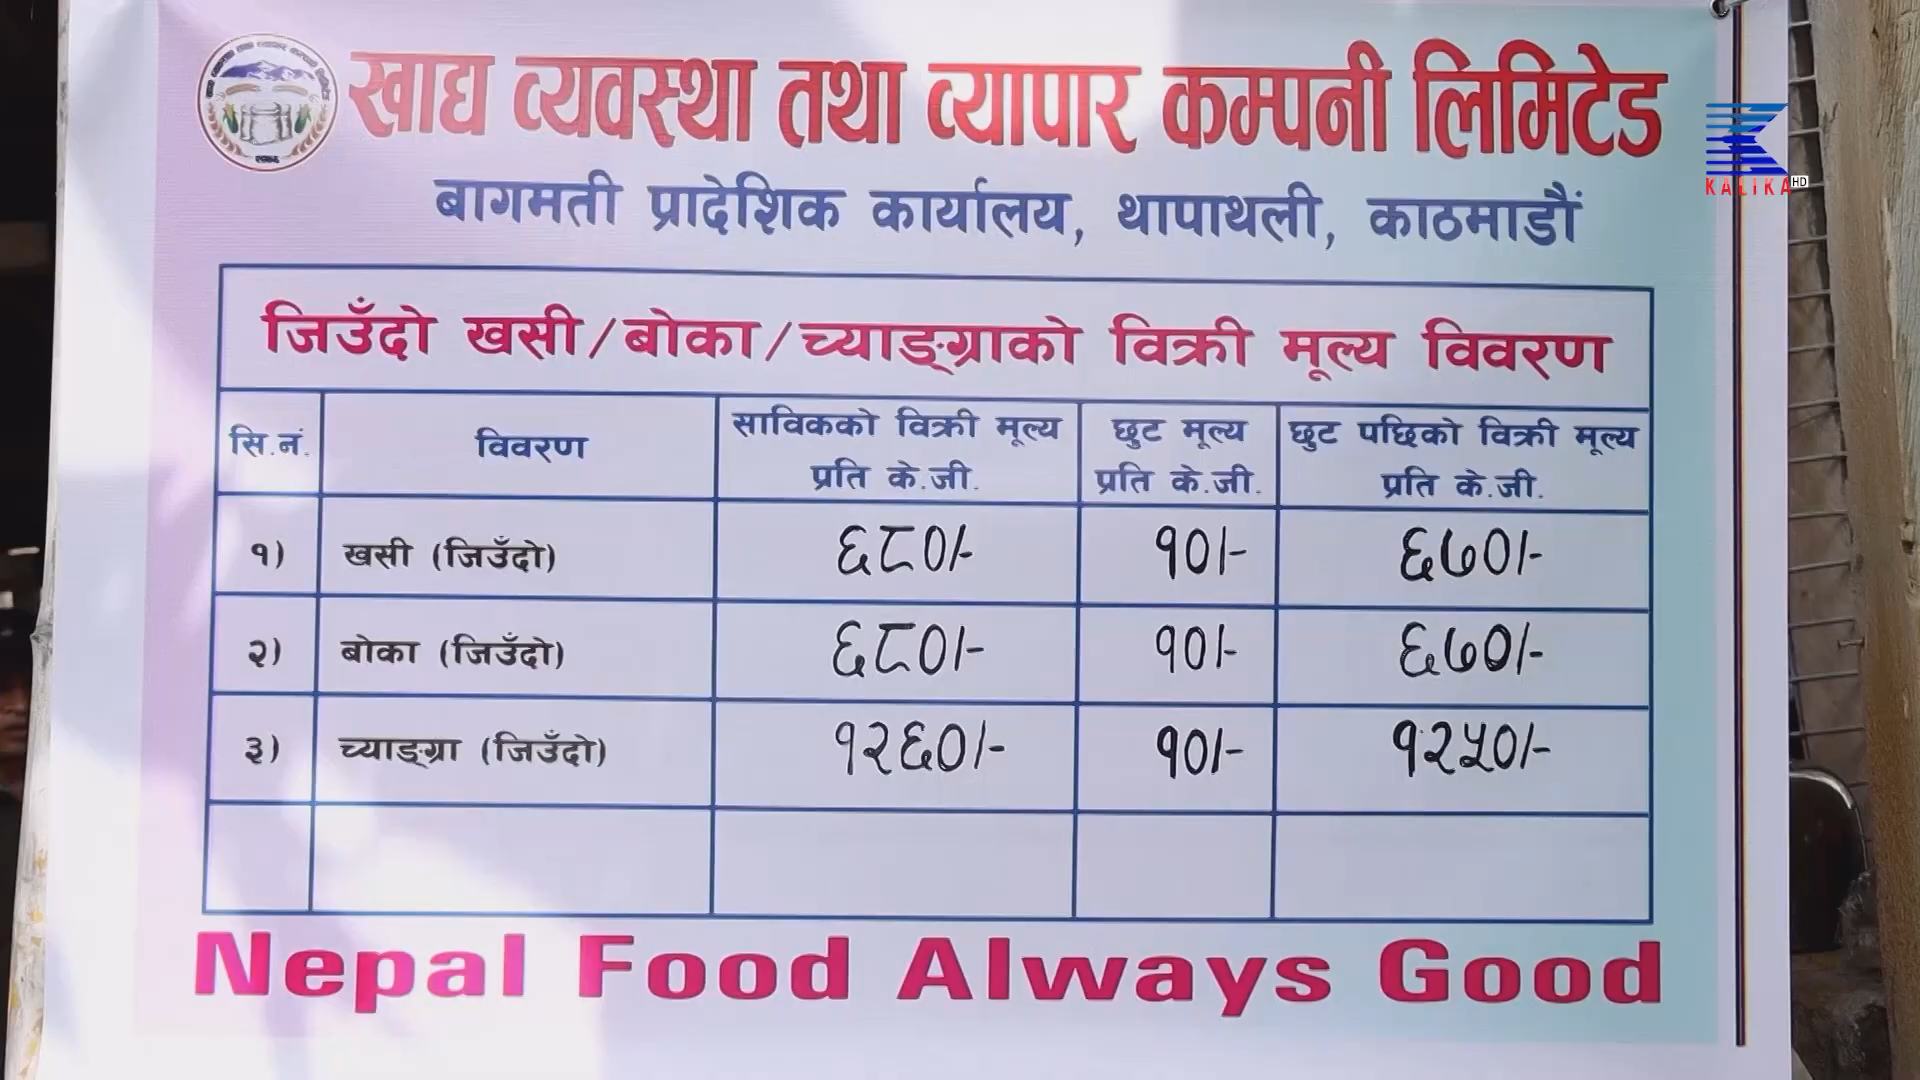 खाद्य व्यवस्था तथा व्यापार कम्पनी लिमिटेड
KALIKA HD
बागमती प्रादेशिक कार्यालय, थापाथली, काठमाडौं
जिउँदो खसी/बोका/च्याङ्ग्राको विक्री मूल्य विवरण
सि.नं. विवरण साविकको विक्री मूल्य प्रति के.जी. छुट मूल्य प्रति के.जी. छुट पछिको विक्री मूल्य प्रति के.जी.
१) खसी (जिउँदो) ६८०/- १०/- ६७०/-
२) बोका (जिउँदो) ६८०/- १०/- ६७०/-
३) च्याङ्ग्रा (जिउँदो) १२६०/- १०/- १२५०/-
Nepal Food Always Good